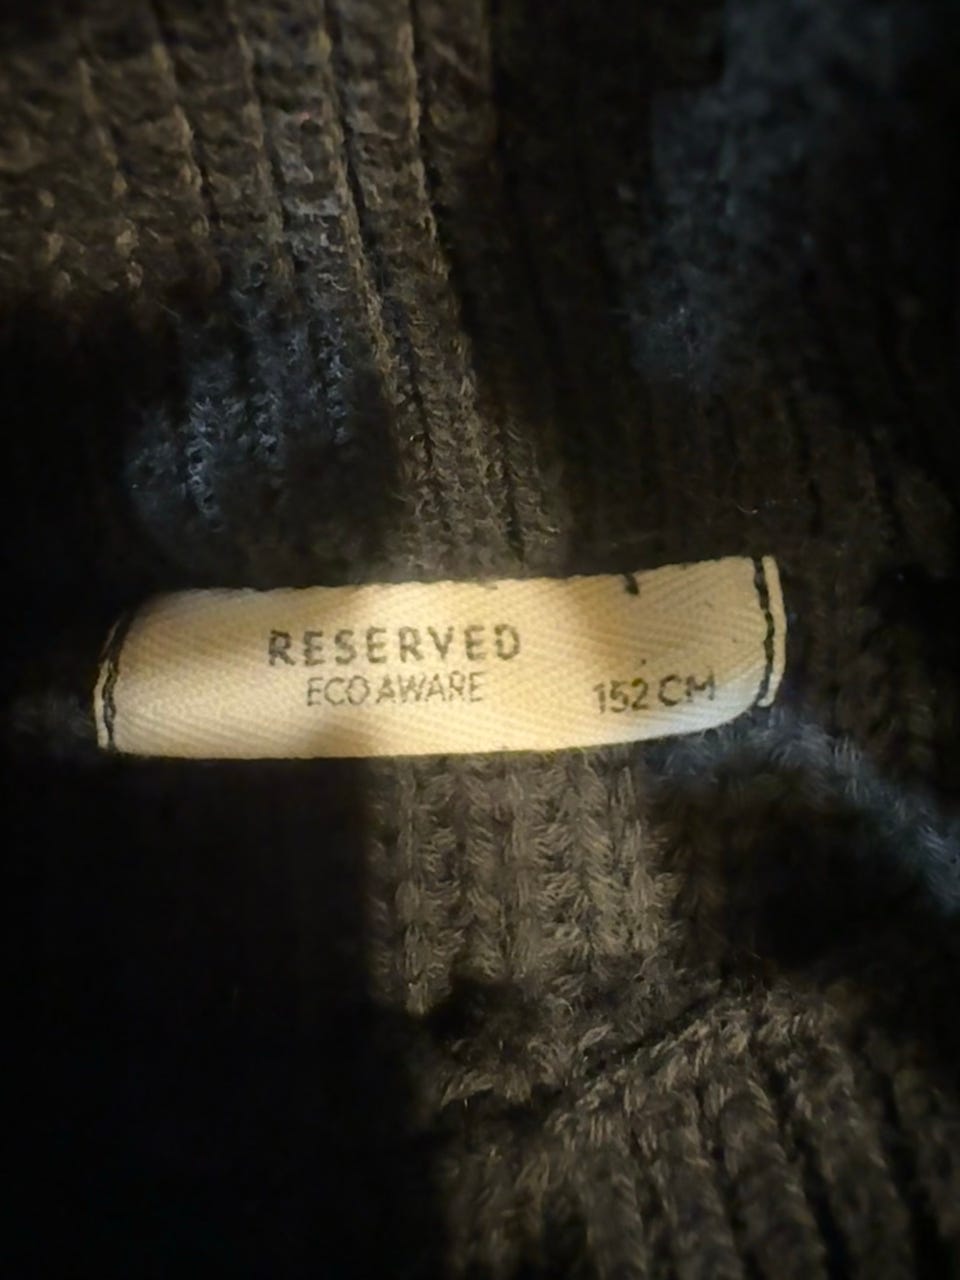 RESERVED
ECO AWARE
152 CM